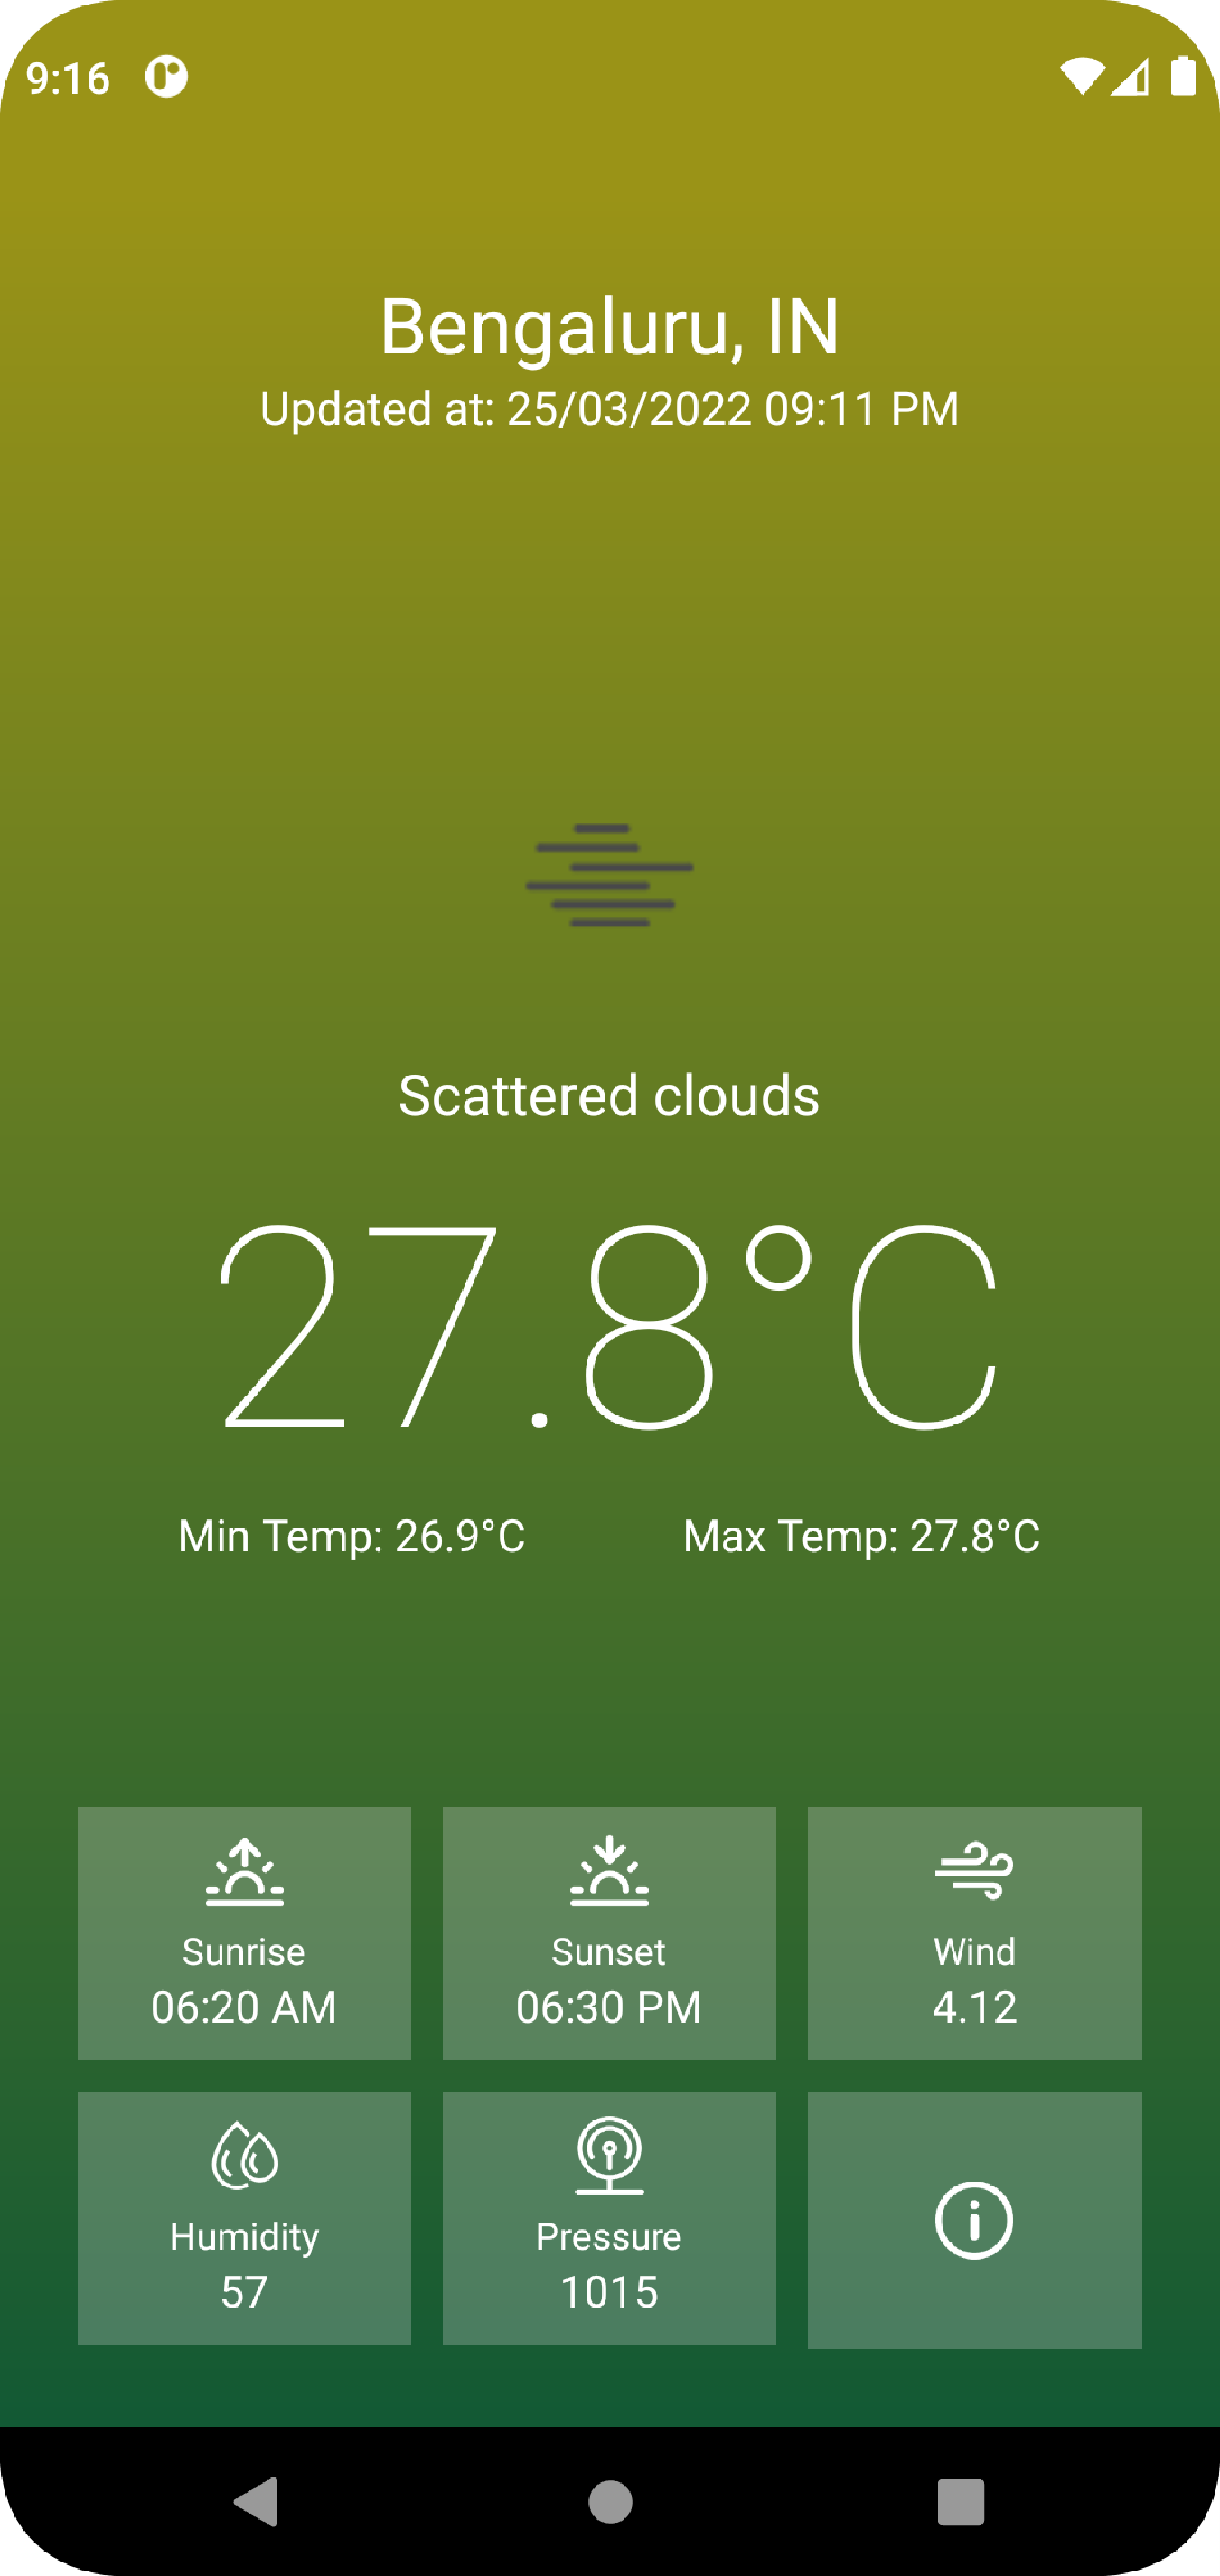 9:16
Bengaluru, IN
Updated at: 25/03/2022 09:11 PM
Scattered clouds
27.8°C
Min Temp: 26.9°C
Max Temp: 27.8°C
Sunrise
06:20 AM
Sunset
06:30 PM
Wind
4.12
Humidity
57
Pressure
1015